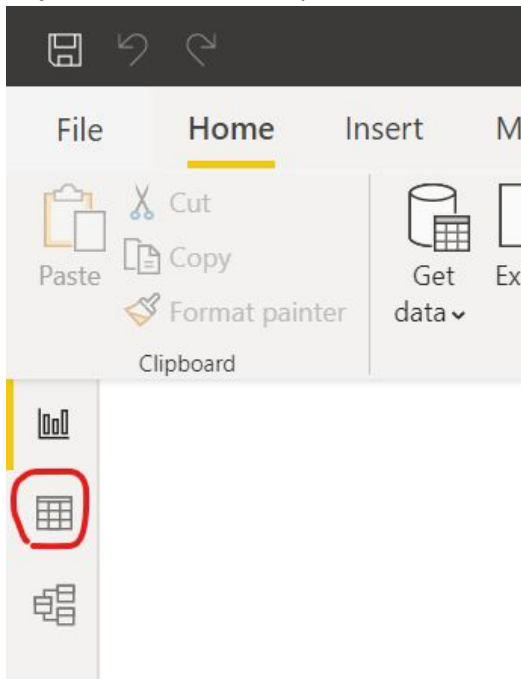 File Home Insert M
Cut
Copy
Paste
Get Ex
Format painter
data
Clipboard